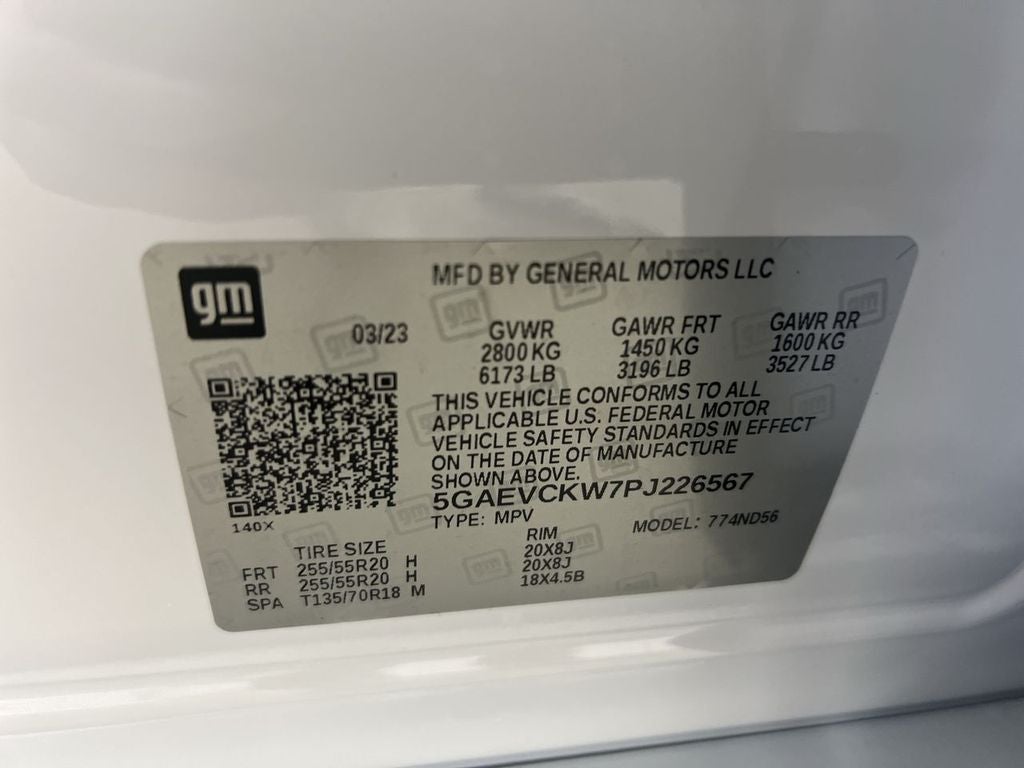 gm
MFD BY GENERAL MOTORS LLC
03/23
GVWR GAWR FRT GAWR RR
2800 KG 1450 KG 1600 KG
6173 LB 3196 LB 3527 LB
THIS VEHICLE CONFORMS TO ALL
APPLICABLE U.S. FEDERAL MOTOR
VEHICLE SAFETY STANDARDS IN EFFECT
ON THE DATE OF MANUFACTURE
SHOWN ABOVE.
5GAEVCKW7PJ226567
140X
TYPE: MPV MODEL: 774ND56
TIRE SIZE RIM
FRT 255/55R20 H 20X8J
RR 255/55R20 H 20X8J
SPA T135/70R18 M 18X4.5B